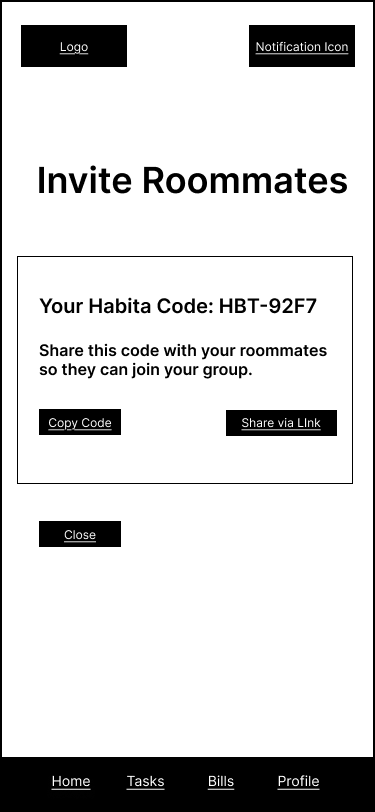 Logo
Notification Icon
Invite Roommates
Your Habita Code: HBT-92F7
Share this code with your roommates
so they can join your group.
Copy Code
Share via LInk
Close
Home
Tasks
Bills
Profile